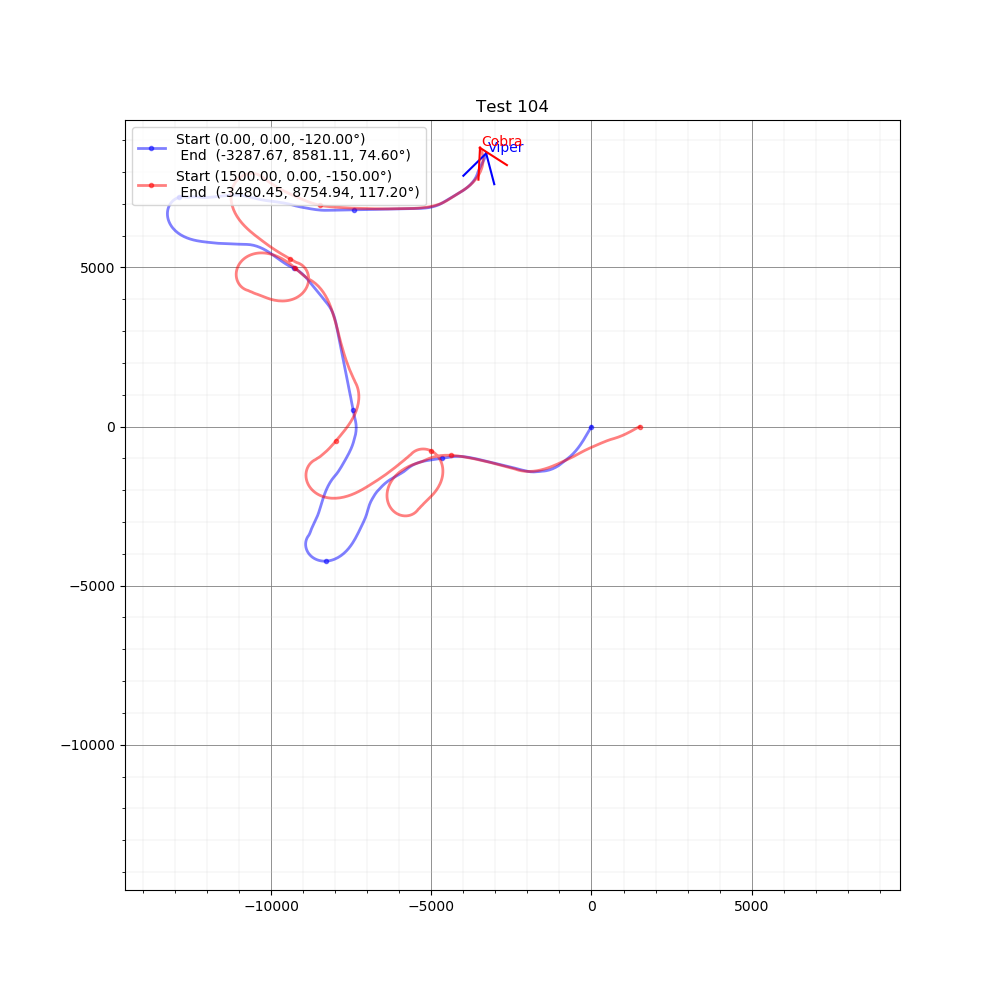 Test 104
Start (0.00, 0.00, -120.00°)
End (-3287.67, 8581.11, 74.60°)
Start (1500.00, 0.00, -150.00°)
End (-3480.45, 8754.94, 117.20°)
Cobra
Viper
5000
0
−5000
−10000
−10000
−5000
0
5000